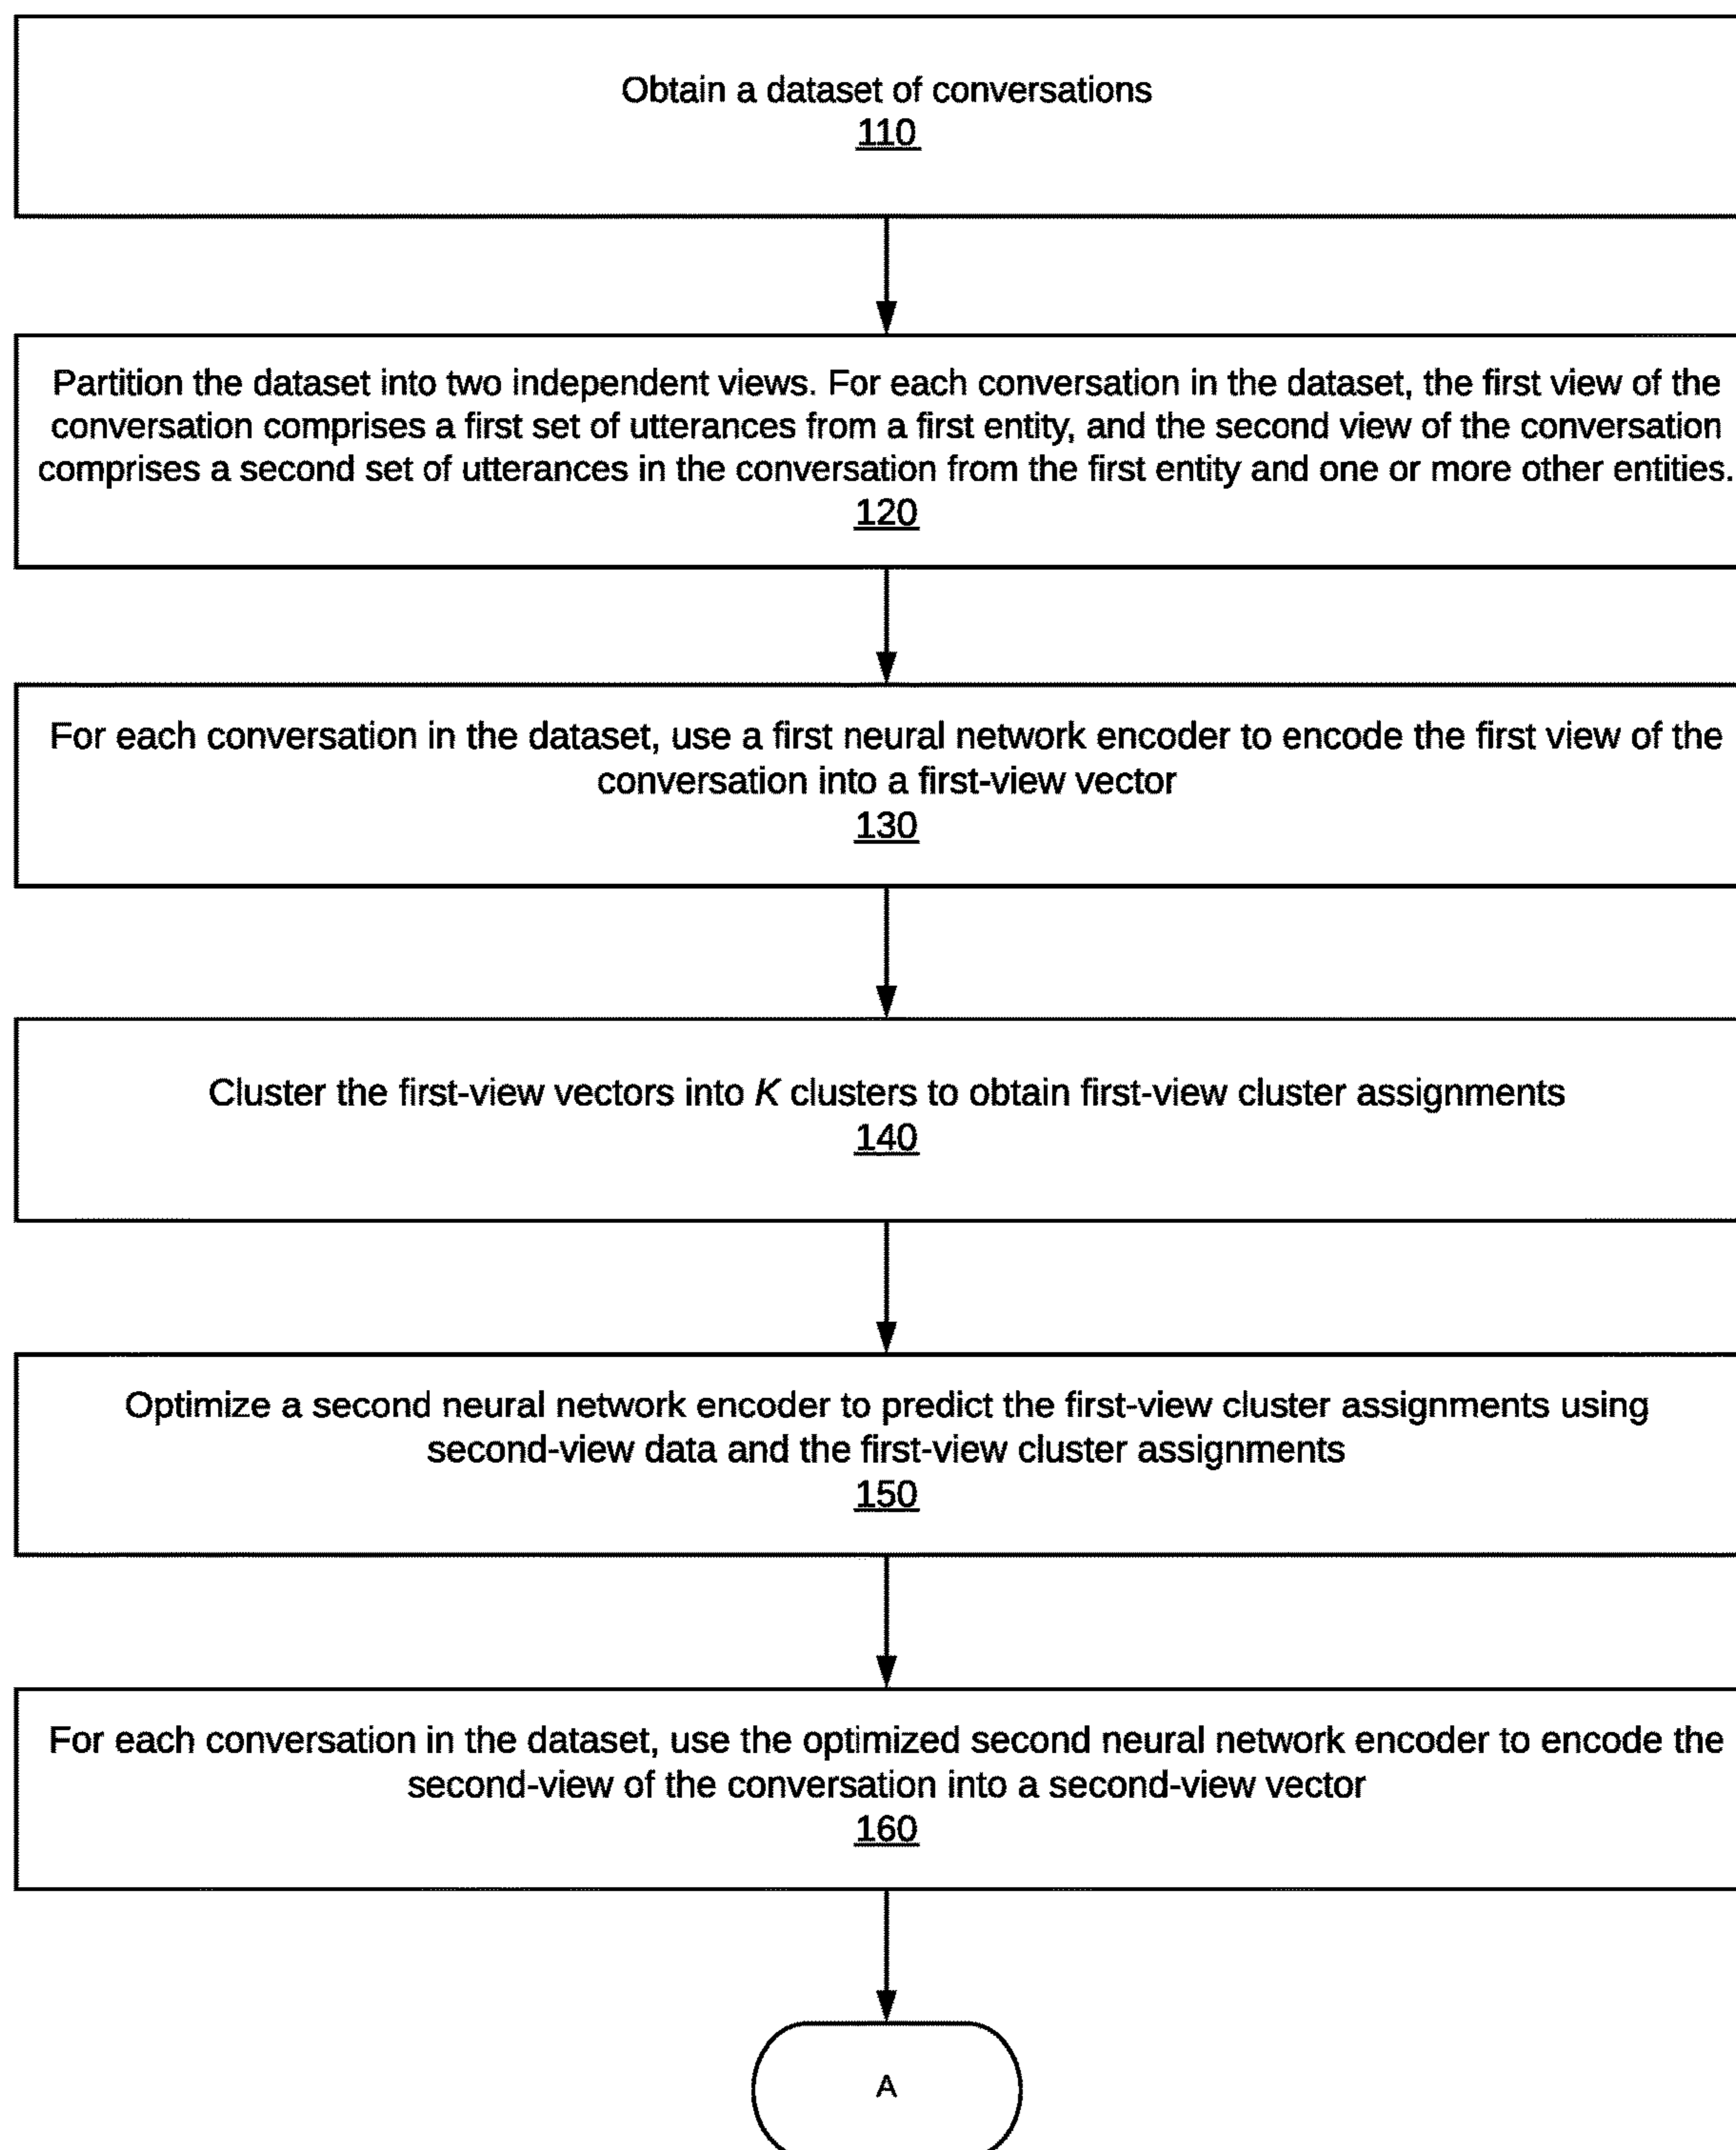 Obtain a dataset of conversations
110
Partition the dataset into two independent views. For each conversation in the dataset, the first view of the
conversation comprises a first set of utterances from a first entity, and the second view of the conversation
comprises a second set of utterances in the conversation from the first entity and one or more other entities.
120
For each conversation in the dataset, use a first neural network encoder to encode the first view of the
conversation into a first-view vector
130
Cluster the first-view vectors into K clusters to obtain first-view cluster assignments
140
Optimize a second neural network encoder to predict the first-view cluster assignments using
second-view data and the first-view cluster assignments
150
For each conversation in the dataset, use the optimized second neural network encoder to encode the
second-view of the conversation into a second-view vector
160
A